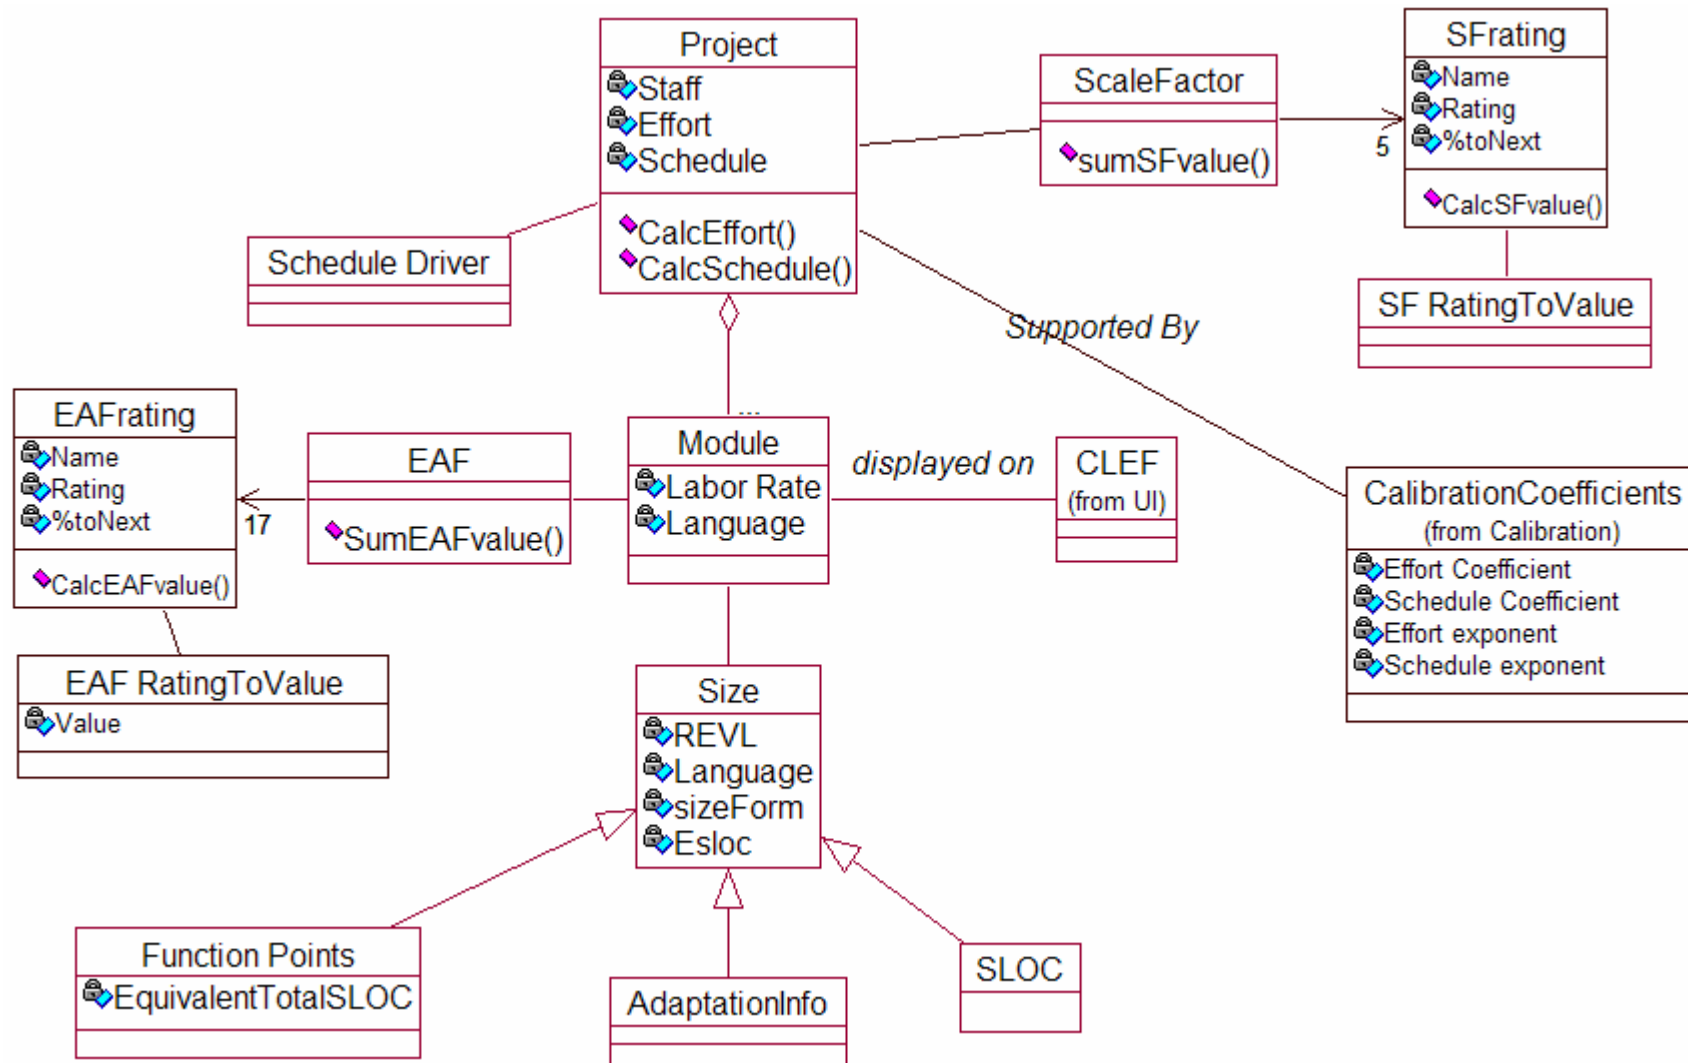 Project
Staff
Effort
Schedule
CalcEffort()
CalcSchedule()
ScaleFactor
sumSFvalue()
5
SFrating
Name
Rating
%toNext
CalcSFvalue()
SF RatingToValue
Schedule Driver
Supported By
EAFrating
Name
Rating
%toNext
CalcEAFvalue()
17
EAF
SumEAFvalue()
...
Module
Labor Rate
Language
displayed on
CLEF
(from UI)
CalibrationCoefficients
(from Calibration)
Effort Coefficient
Schedule Coefficient
Effort exponent
Schedule exponent
EAF RatingToValue
Value
Size
REVL
Language
sizeForm
Esloc
Function Points
EquivalentTotalSLOC
AdaptationInfo
SLOC